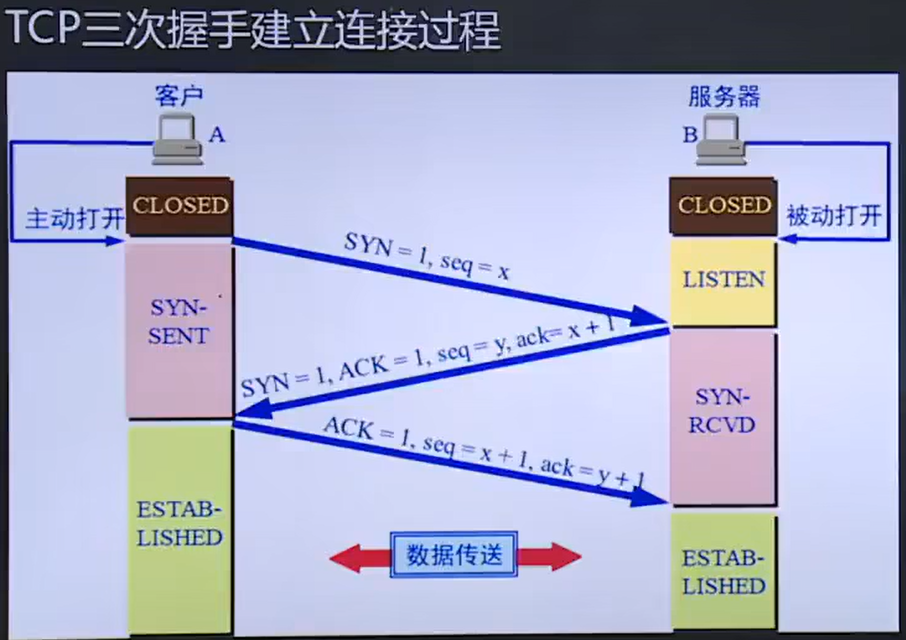 TCP三次握手建立连接过程
客户
服务器
A
B
CLOSED
CLOSED
主动打开
被动打开
SYN = 1, seq = x
LISTEN
SYN-
SENT
SYN = 1, ACK = 1, seq = y, ack= x + 1
SYN-
RCVD
ACK = 1, seq = x + 1, ack = y + 1
ESTAB-
LISHED
数据传送
ESTAB-
LISHED